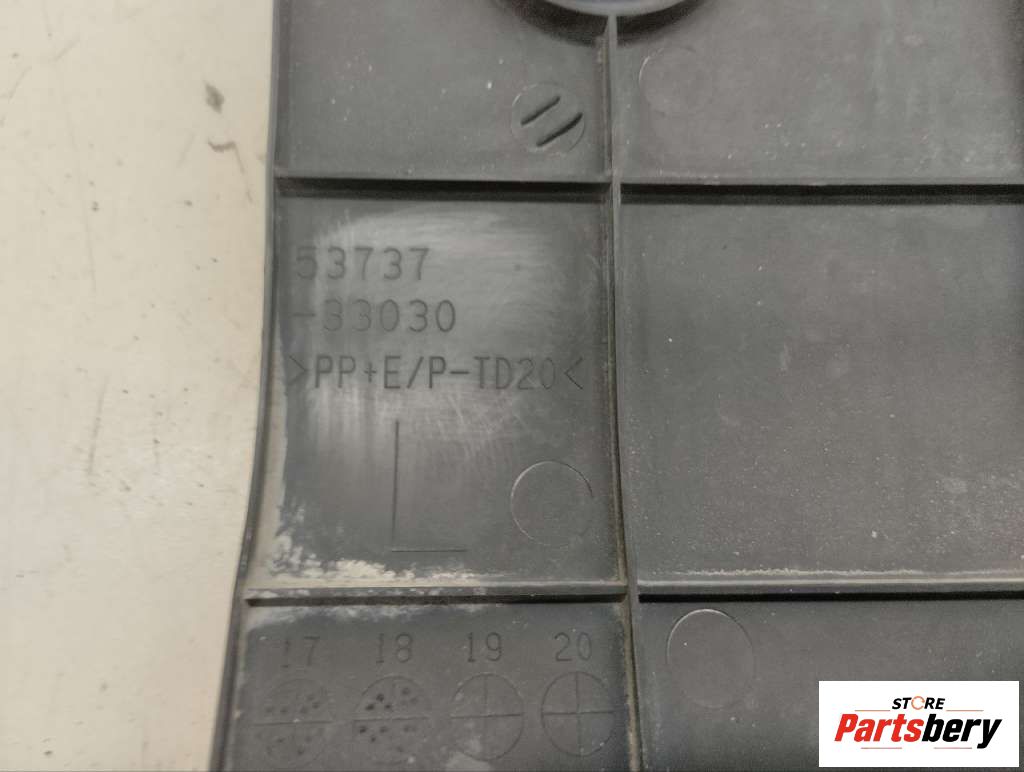 53737
-33030
>PP+E/P-TD20<
L
17 18 19 20
STORE
Partsbery